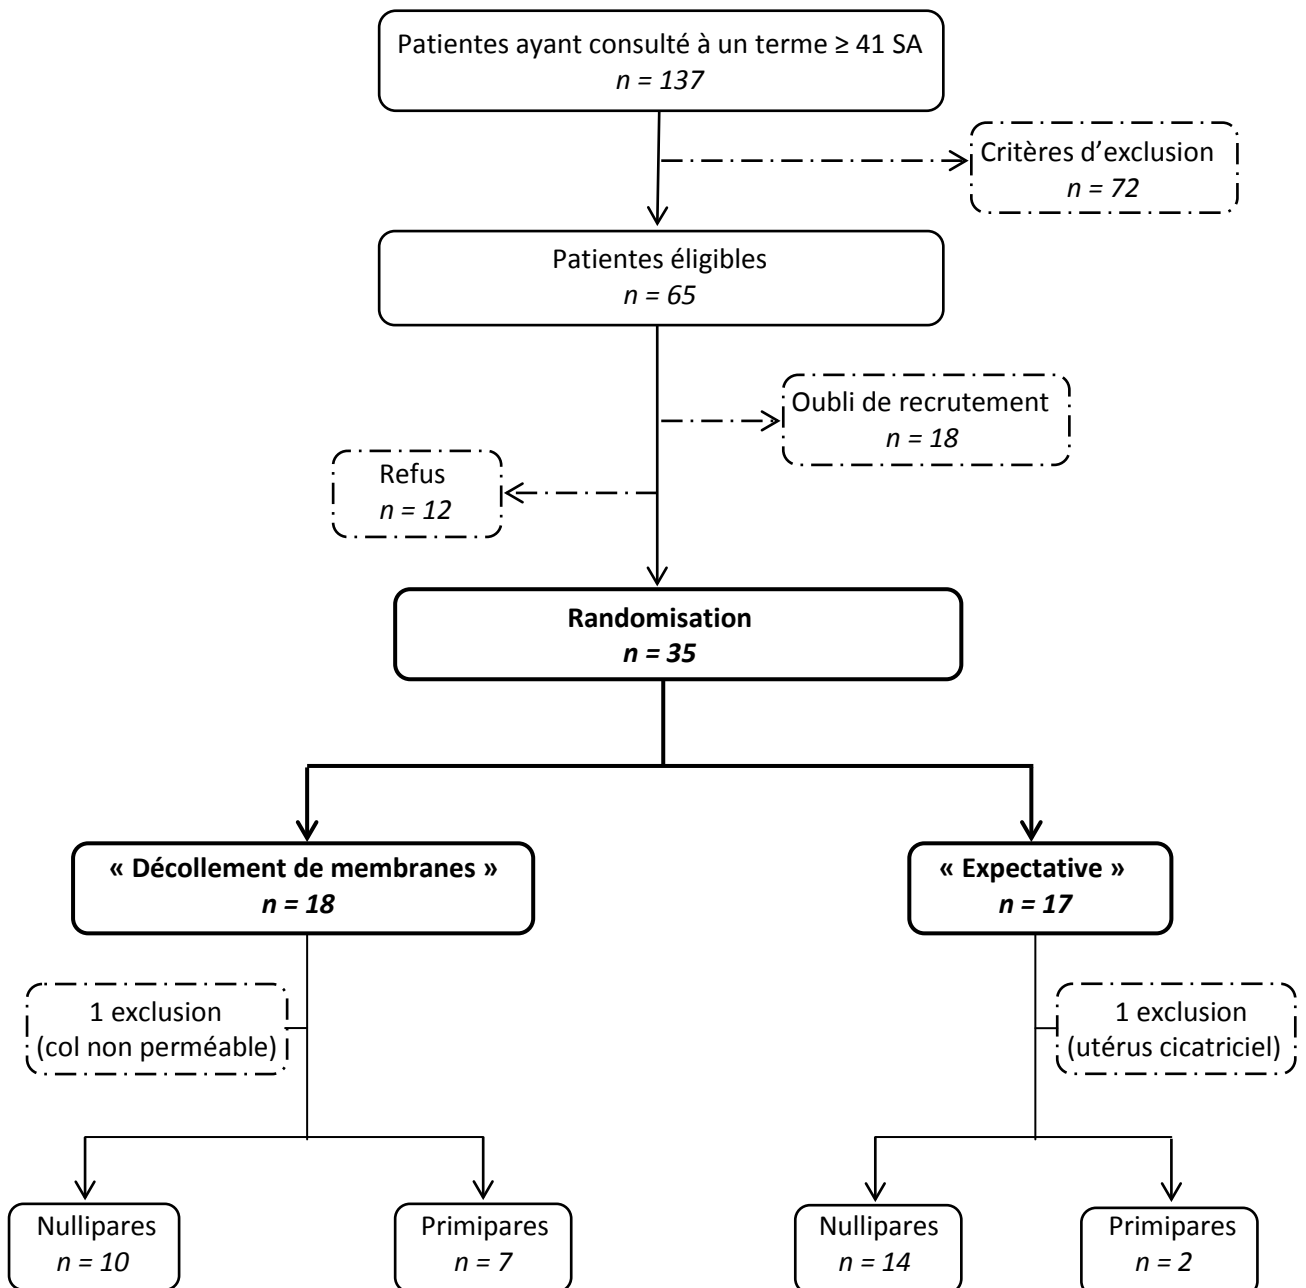 Patientes ayant consulté à un terme ≥ 41 SA
n = 137
Critères d'exclusion
n = 72
Patientes éligibles
n = 65
Oubli de recrutement
n = 18
Refus
n = 12
Randomisation
n = 35
« Décollement de membranes »
n = 18
« Expectative »
n = 17
1 exclusion
(col non perméable)
1 exclusion
(utérus cicatriciel)
Nullipares
n = 10
Primipares
n = 7
Nullipares
n = 14
Primipares
n = 2